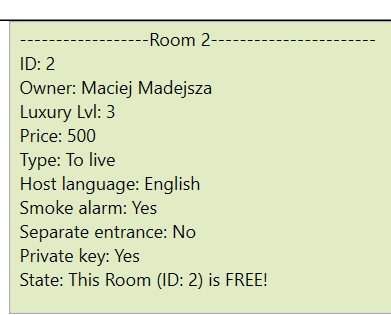 ------------------Room 2-----------------------
ID: 2
Owner: Maciej Madejsza
Luxury Lvl: 3
Price: 500
Type: To live
Host language: English
Smoke alarm: Yes
Separate entrance: No
Private key: Yes
State: This Room (ID: 2) is FREE!